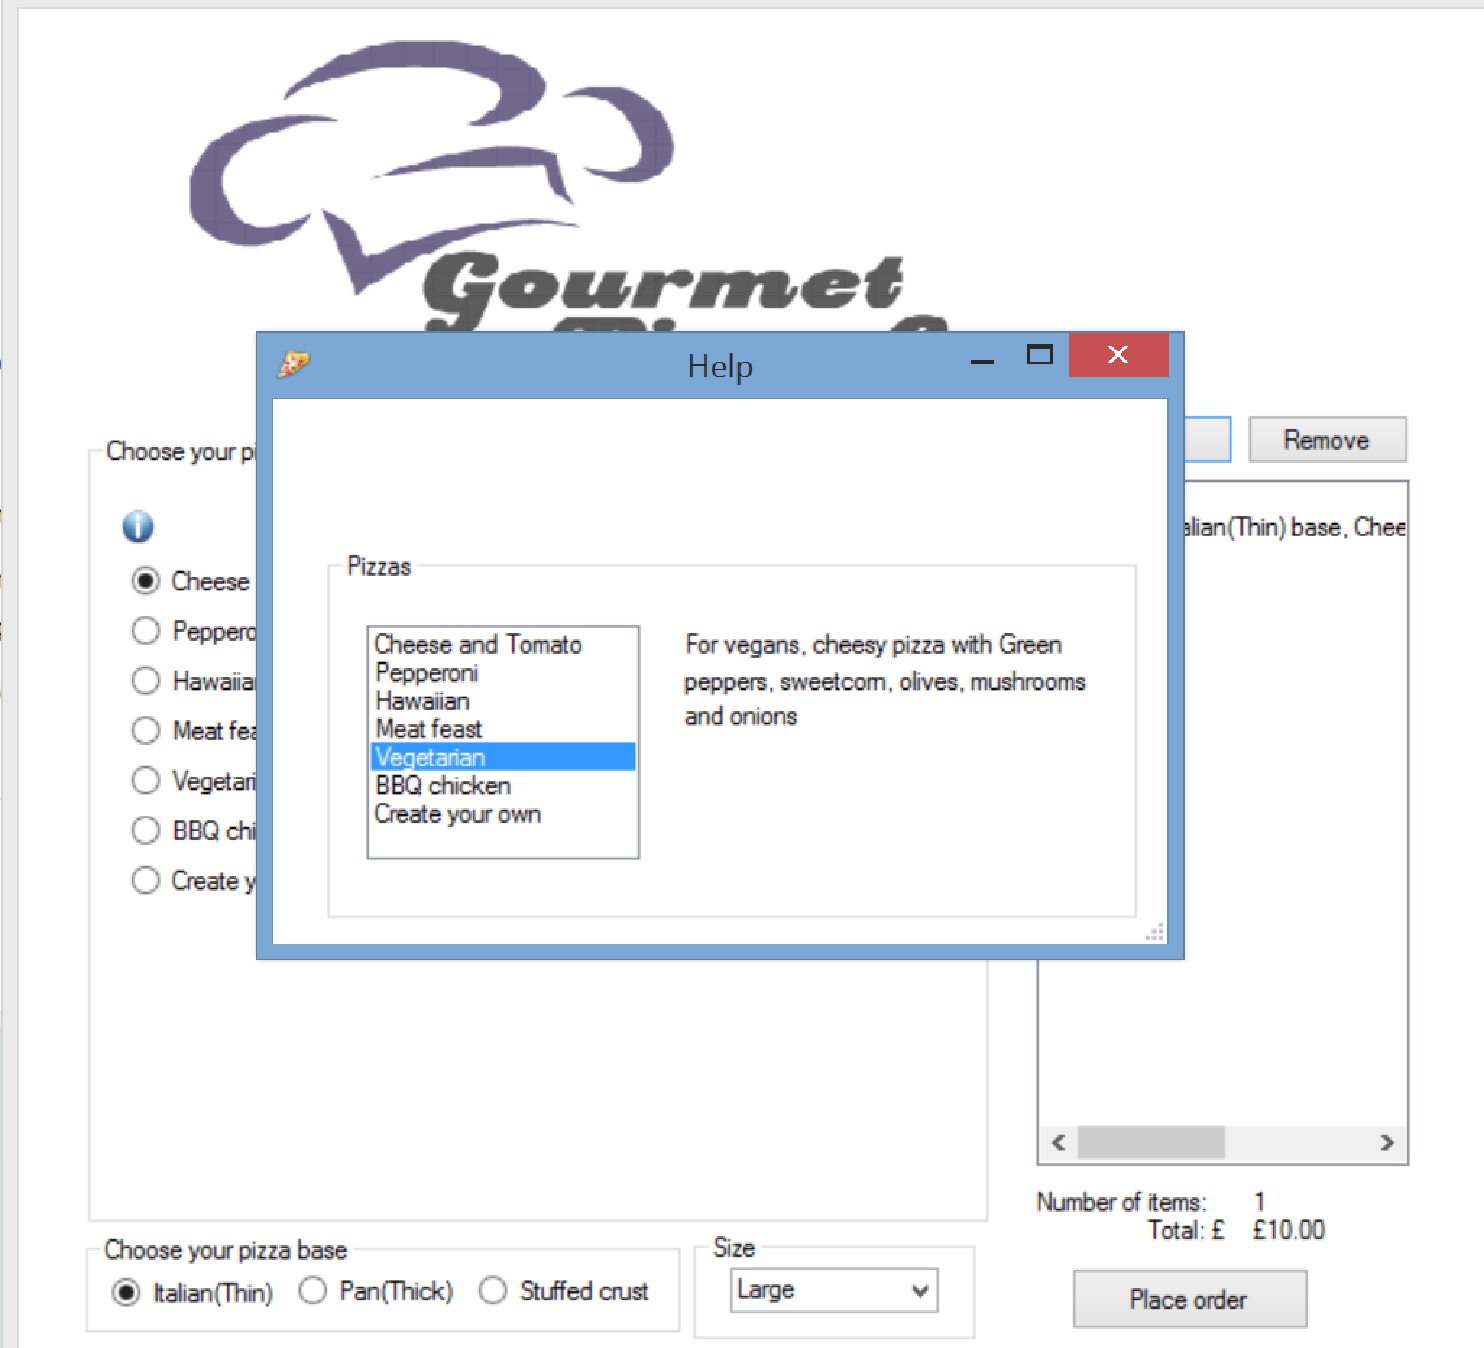 Gourmet
Help
Remove
Choose your
Cheese
Hawaiia
Meat fea
Vegetari
BBQ chi
Create y
Pizzas
Cheese and Tomato
Pepperoni
Hawaiian
Meat feast
Vegetarian
BBQ chicken
Create your own
For vegans, cheesy pizza with Green
peppers, sweetcorn, olives, mushrooms
and onions
alian(Thin) base, Chee
Number of items: 1
Total: £ £10.00
Choose your pizza base
Italian(Thin) Pan(Thick) Stuffed crust
Size
Large
Place order